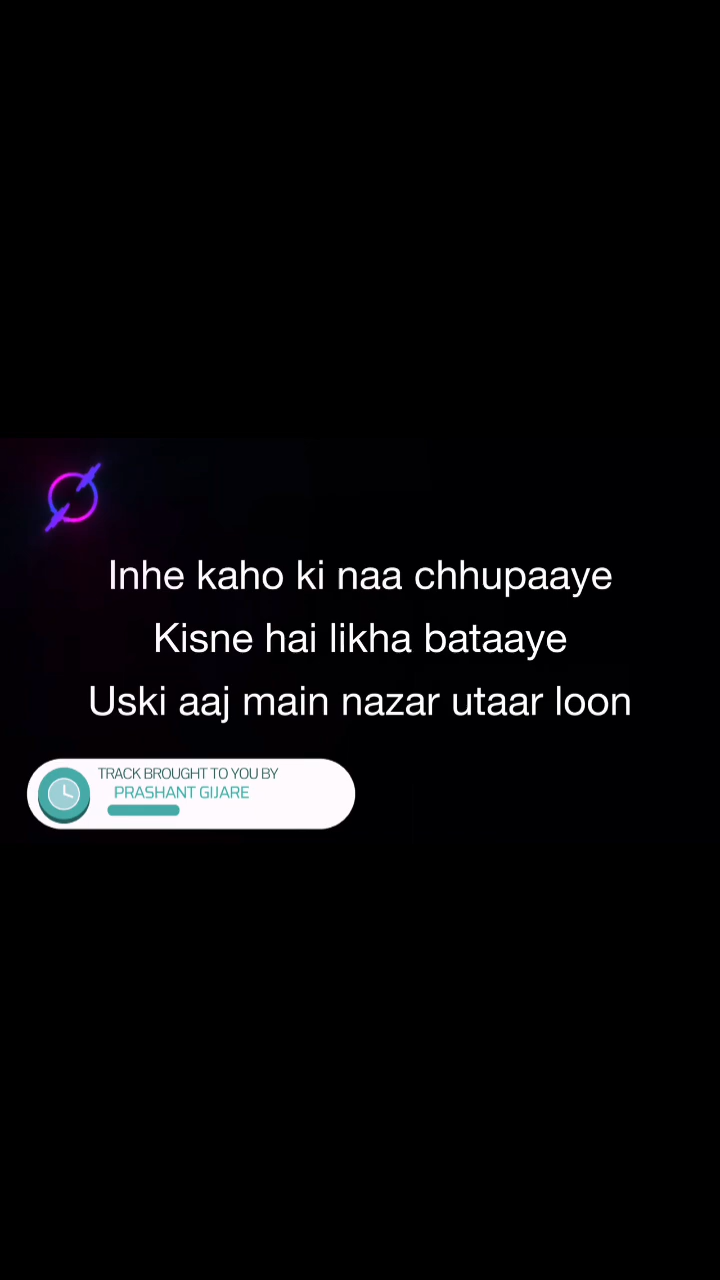 Inhe kaho ki naa chhupaaye
Kisne hai likha bataaye
Uski aaj main nazar utaar loon
TRACK BROUGHT TO YOU BY
PRASHANT GIJARE